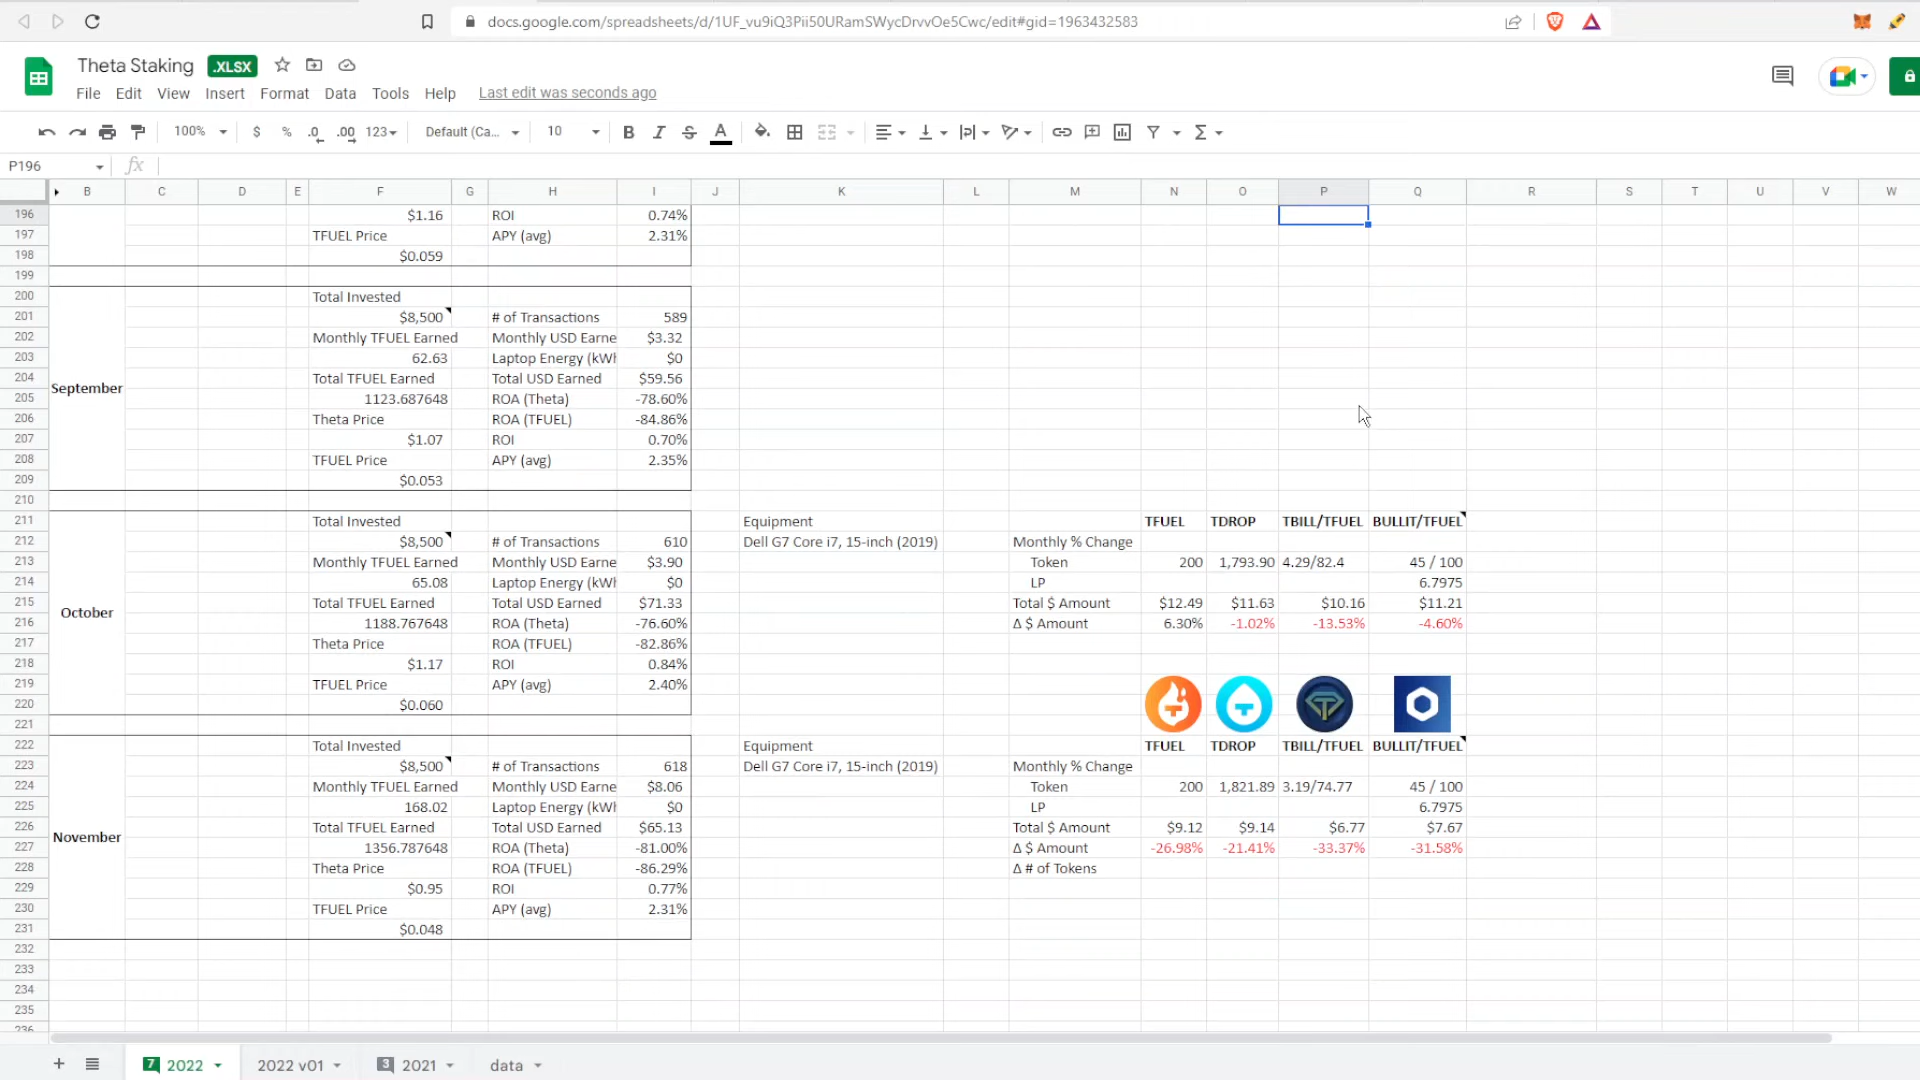 docs.google.com/spreadsheets/d/1UF_vu9iQ3Pii50URamSWycDrvvOe5Cwc/edit#gid=1963432583
Theta Staking .XLSX
File Edit View Insert Format Data Tools Help Last edit was seconds ago
100% $ % .0 .00 123 Default (Ca... 10 B I S A
P196 fx
B C D E F G H I J K L M N O P Q R S T U V W
196 $1.16 ROI 0.74%
197 TFUEL Price APY (avg) 2.31%
198 $0.059
199
200 Total Invested
201 $8,500 # of Transactions 589
202 Monthly TFUEL Earned Monthly USD Earne $3.32
203 62.63 Laptop Energy (kWh $0
204 Total TFUEL Earned Total USD Earned $59.56
September
205 1123.687648 ROA (Theta) -78.60%
206 Theta Price ROA (TFUEL) -84.86%
207 $1.07 ROI 0.70%
208 TFUEL Price APY (avg) 2.35%
209 $0.053
210
211 Total Invested Equipment TFUEL TDROP TBILL/TFUEL BULLIT/TFUEL
212 $8,500 # of Transactions 610 Dell G7 Core i7, 15-inch (2019) Monthly % Change
213 Monthly TFUEL Earned Monthly USD Earne $3.90 Token 200 1,793.90 4.29/82.4 45 / 100
214 65.08 Laptop Energy (kWh $0 LP 6.7975
215 Total TFUEL Earned Total USD Earned $71.33 Total $ Amount $12.49 $11.63 $10.16 $11.21
October
216 1188.767648 ROA (Theta) -76.60% Δ $ Amount 6.30% -1.02% -13.53% -4.60%
217 Theta Price ROA (TFUEL) -82.86%
218 $1.17 ROI 0.84%
219 TFUEL Price APY (avg) 2.40%
220 $0.060
221
222 Total Invested Equipment TFUEL TDROP TBILL/TFUEL BULLIT/TFUEL
223 $8,500 # of Transactions 618 Dell G7 Core i7, 15-inch (2019) Monthly % Change
224 Monthly TFUEL Earned Monthly USD Earne $8.06 Token 200 1,821.89 3.19/74.77 45 / 100
225 168.02 Laptop Energy (kWh $0 LP 6.7975
226 Total TFUEL Earned Total USD Earned $65.13 Total $ Amount $9.12 $9.14 $6.77 $7.67
November
227 1356.787648 ROA (Theta) -81.00% Δ $ Amount -26.98% -21.41% -33.37% -31.58%
228 Theta Price ROA (TFUEL) -86.29% Δ # of Tokens
229 $0.95 ROI 0.77%
230 TFUEL Price APY (avg) 2.31%
231 $0.048
232
233
234
235
236
7 2022 2022 v01 3 2021 data